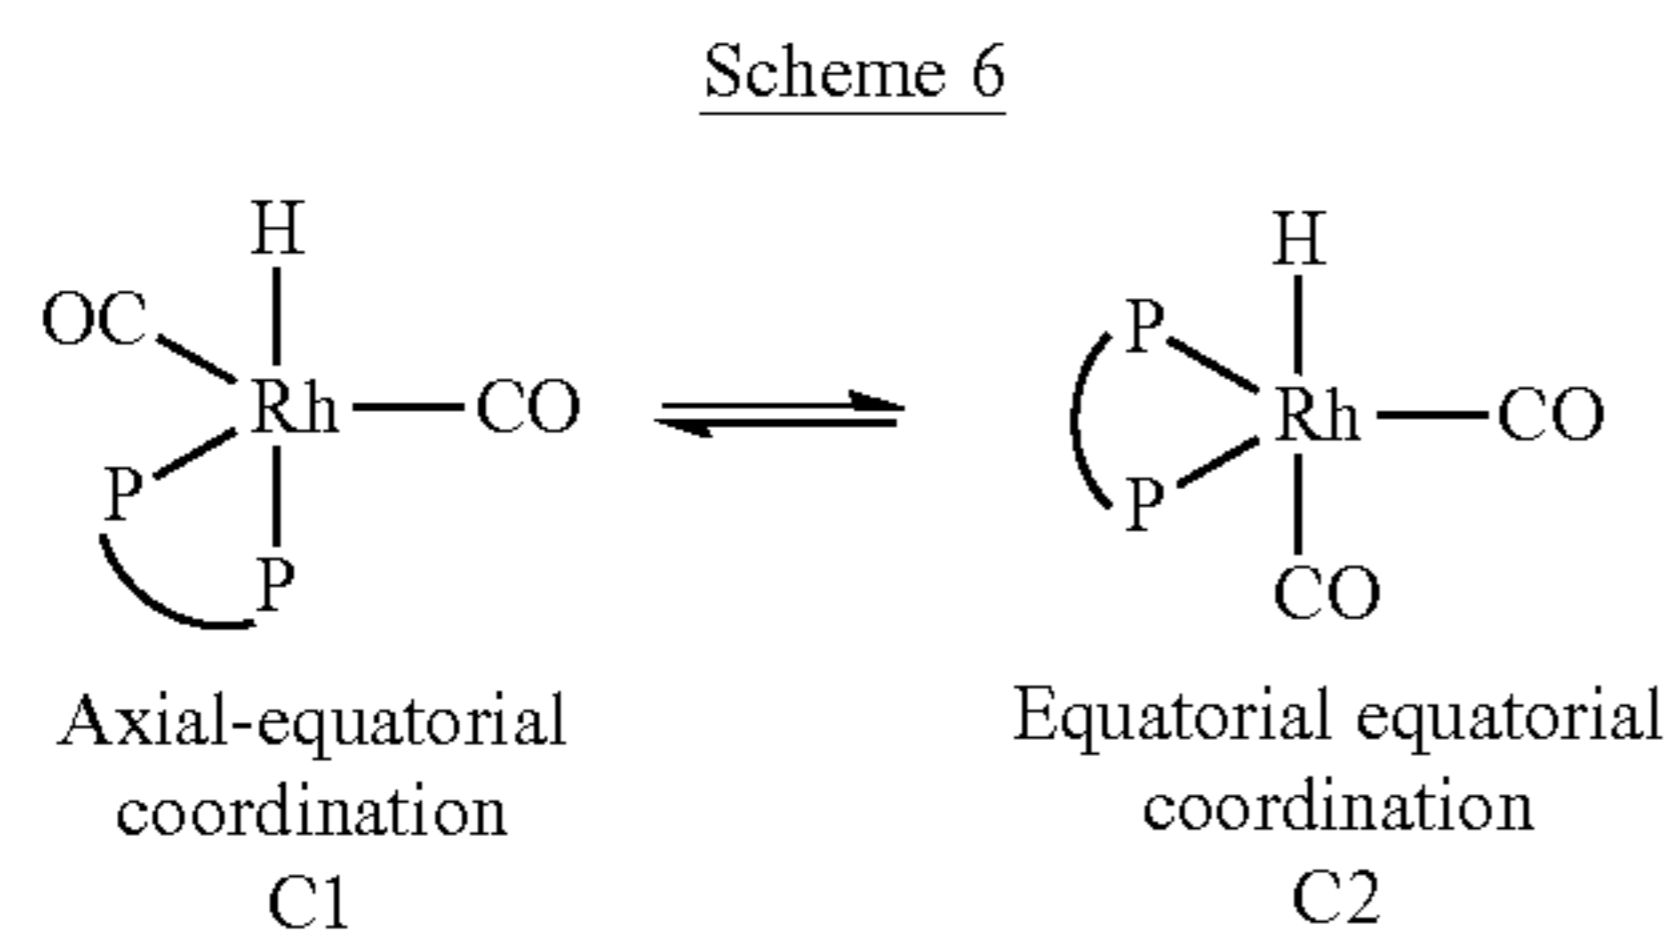 Scheme 6
H
OC
Rh
CO
P
P
H
P
Rh
CO
P
CO
Axial-equatorial
coordination
C1
Equatorial equatorial
coordination
C2